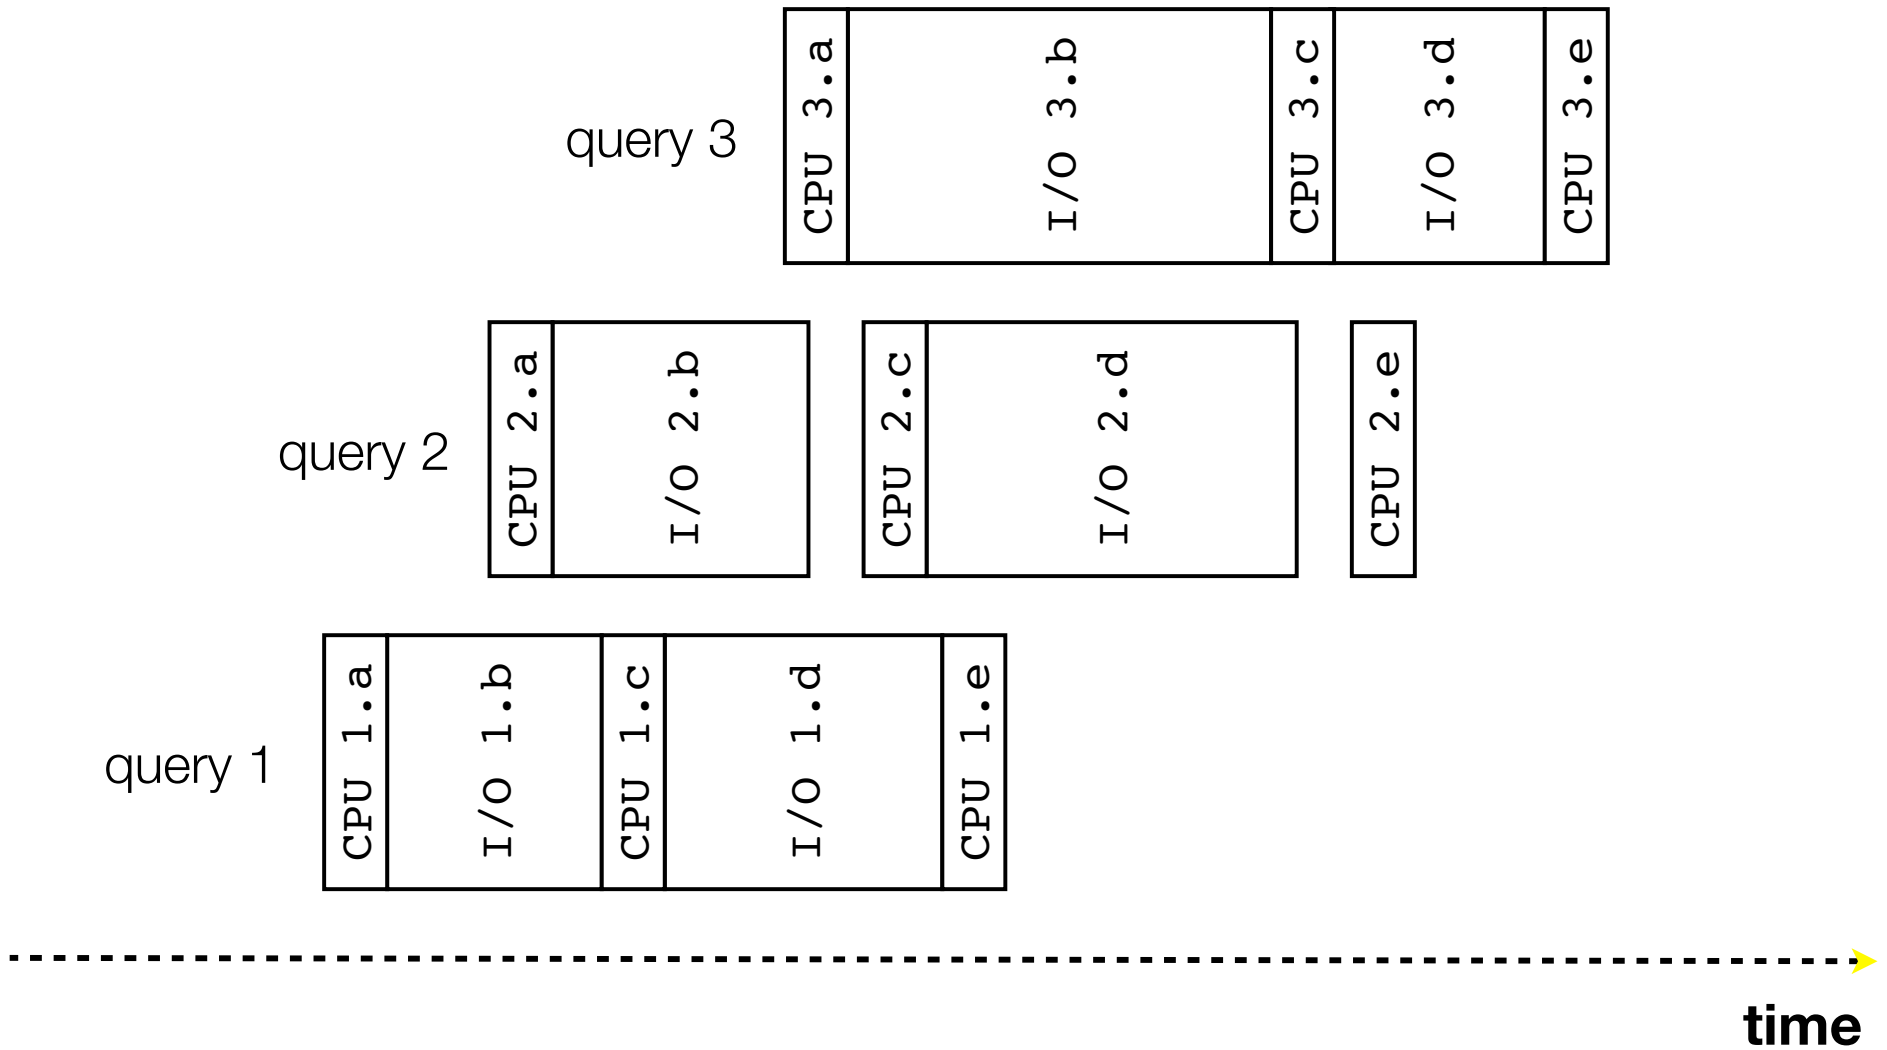 query 3
CPU 3.a
I/O 3.b
CPU 3.c
I/O 3.d
CPU 3.e
query 2
CPU 2.a
I/O 2.b
CPU 2.c
I/O 2.d
CPU 2.e
query 1
CPU 1.a
I/O 1.b
CPU 1.c
I/O 1.d
CPU 1.e
time